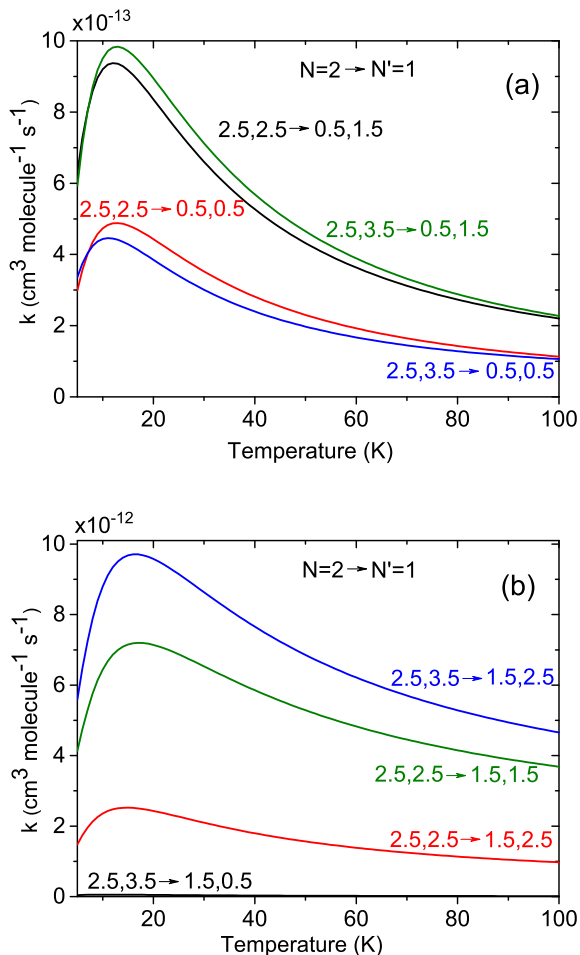 x10⁻¹³
10
8
6
4
2
0
k (cm³ molecule⁻¹ s⁻¹)
N=2→N'=1
(a)
2.5,2.5→0.5,1.5
2.5,2.5→0.5,0.5
2.5,3.5→0.5,1.5
2.5,3.5→0.5,0.5
20 40 60 80 100
Temperature (K)
x10⁻¹²
10
8
6
4
2
0
k (cm³ molecule⁻¹ s⁻¹)
N=2→N'=1
(b)
2.5,3.5→1.5,2.5
2.5,2.5→1.5,1.5
2.5,2.5→1.5,2.5
2.5,3.5→1.5,0.5
20 40 60 80 100
Temperature (K)